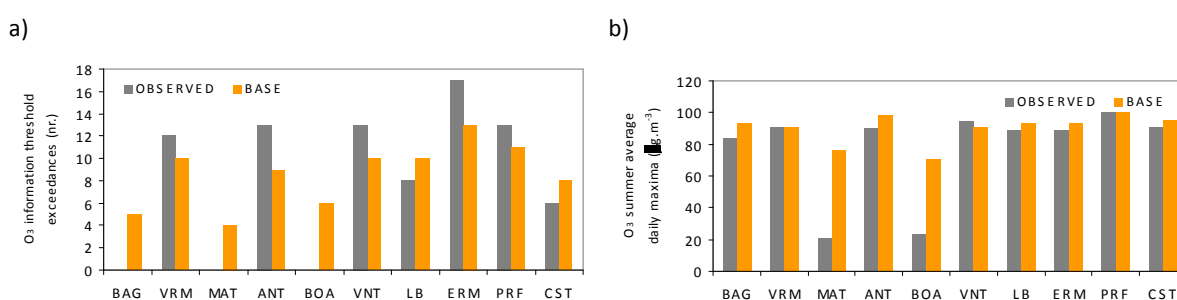 a)
O₃ information threshold
exceedances (nr.)
18
16
14
12
10
8
6
4
2
0
OBSERVED BASE
BAG VRM MAT ANT BOA VNT LB ERM PRF CST
b)
O₃ summer average
daily maxima (
g.m⁻³)
120
100
80
60
40
20
0
OBSERVED BASE
BAG VRM MAT ANT BOA VNT LB ERM PRF CST